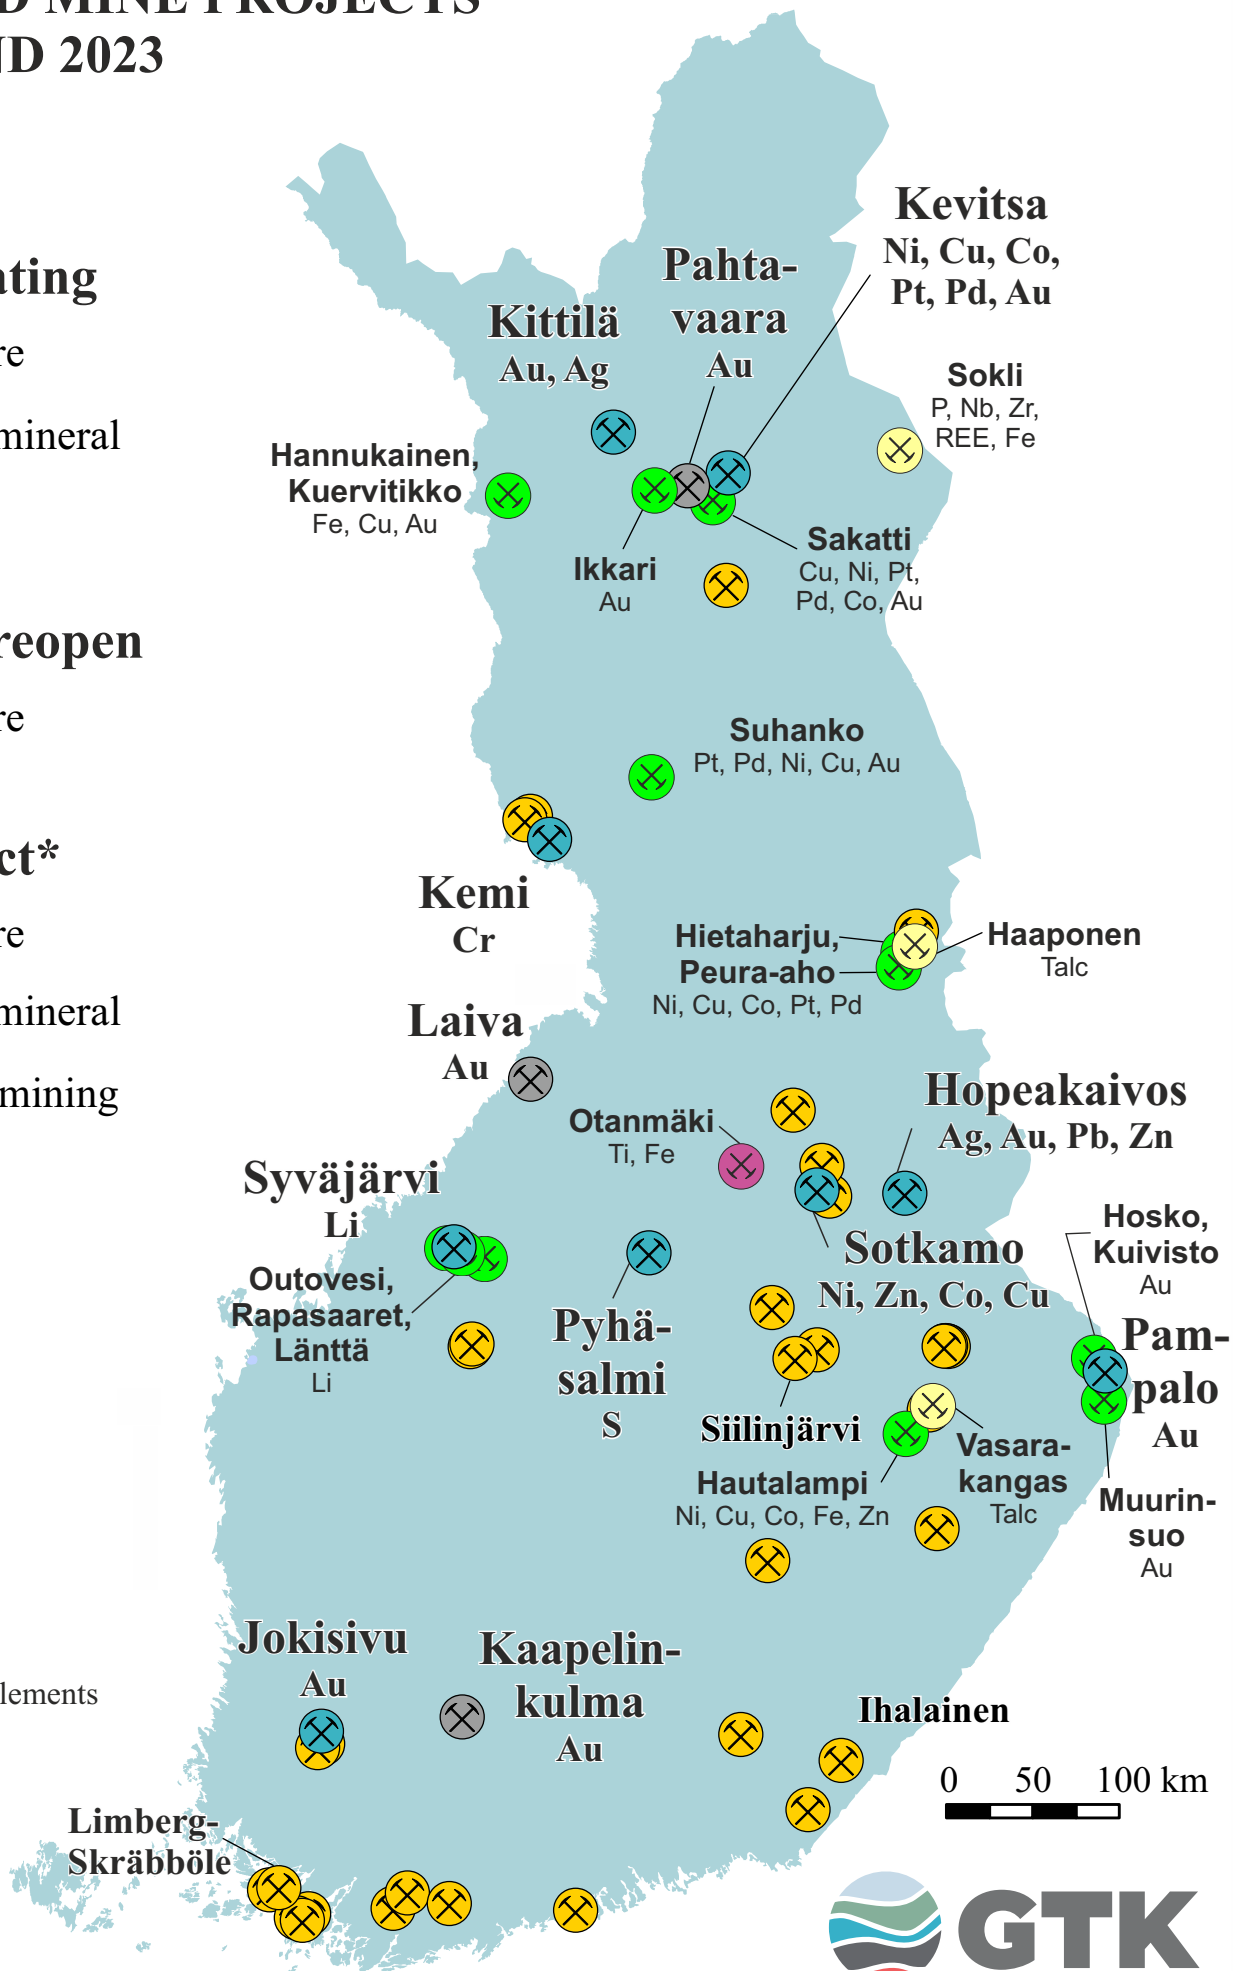 D MINE PROJECTS
ND 2023
ating
re
mineral
reopen
re
ct*
re
mineral
mining
lements
Kevitsa
Ni, Cu, Co,
Pt, Pd, Au
Pahta-
vaara
Au
Kittilä
Au, Ag
Sokli
P, Nb, Zr,
REE, Fe
Hannukainen,
Kuervitikko
Fe, Cu, Au
Ikkari
Au
Sakatti
Cu, Ni, Pt,
Pd, Co, Au
Suhanko
Pt, Pd, Ni, Cu, Au
Kemi
Cr
Hietaharju,
Peura-aho
Ni, Cu, Co, Pt, Pd
Haaponen
Talc
Laiva
Au
Otanmäki
Ti, Fe
Hopeakaivos
Ag, Au, Pb, Zn
Syväjärvi
Li
Outovesi,
Rapasaaret,
Länttä
Li
Pyhä-
salmi
S
Sotkamo
Ni, Zn, Co, Cu
Hosko,
Kuivisto
Au
Pam-
palo
Au
Siilinjärvi
Hautalampi
Ni, Cu, Co, Fe, Zn
Vasara-
kangas
Talc
Muurin-
suo
Au
Jokisivu
Au
Kaapelin-
kulma
Au
Ihalainen
0 50 100 km
Limberg-
Skräbböle
GTK